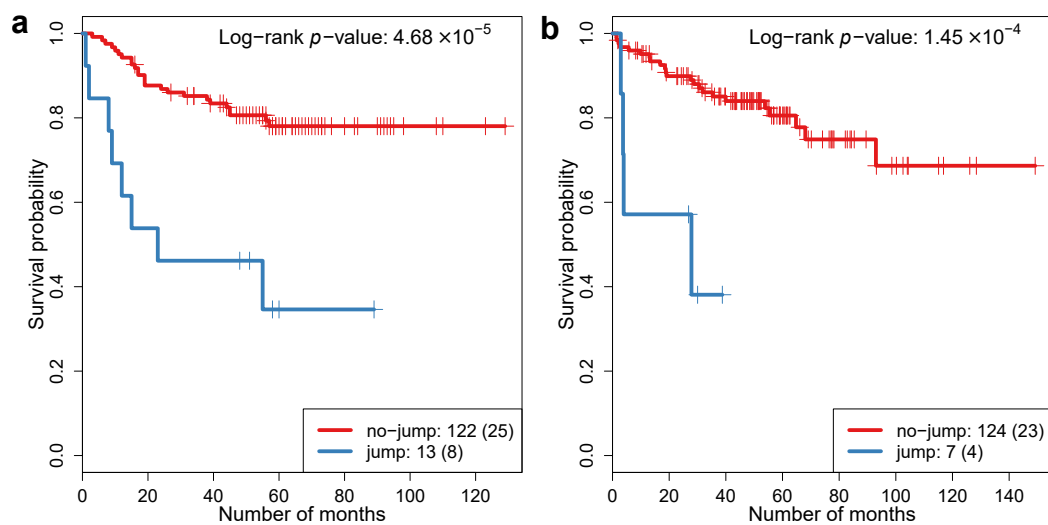 a
Log−rank p−value: 4.68 ×10−5
Survival probability
1.0
0.8
0.6
0.4
0.2
0.0
no−jump: 122 (25)
jump: 13 (8)
0 20 40 60 80 100 120
Number of months
b
Log−rank p−value: 1.45 ×10−4
Survival probability
1.0
0.8
0.6
0.4
0.2
0.0
no−jump: 124 (23)
jump: 7 (4)
0 20 40 60 80 100 120 140
Number of months